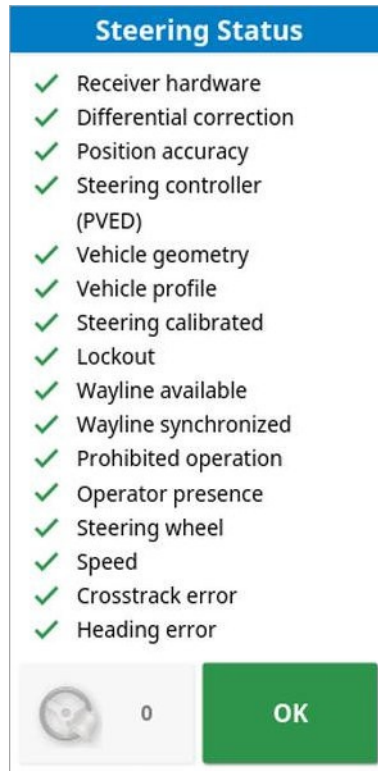 Steering Status
Receiver hardware
Differential correction
Position accuracy
Steering controller
(PVED)
Vehicle geometry
Vehicle profile
Steering calibrated
Lockout
Wayline available
Wayline synchronized
Prohibited operation
Operator presence
Steering wheel
Speed
Crosstrack error
Heading error
0
OK